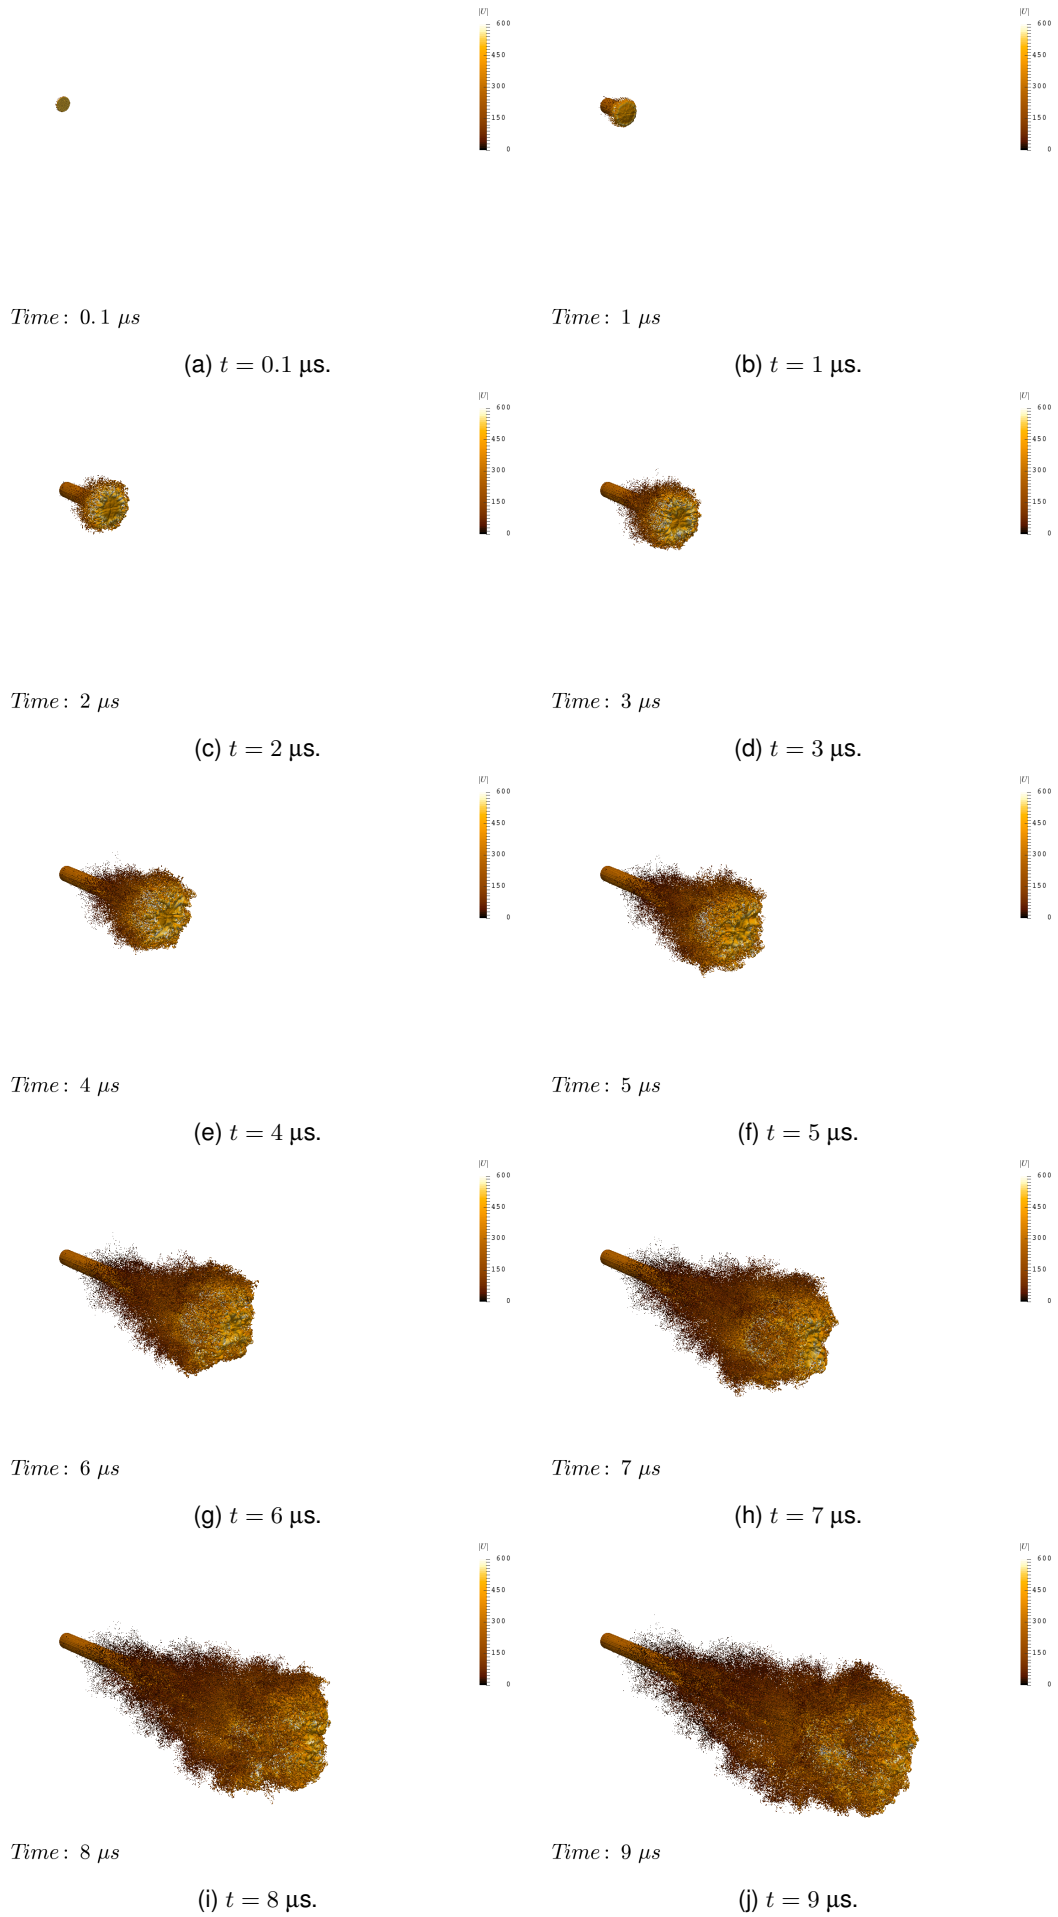 |U|
600
450
300
150
0
Time: 0.1 μs
(a) t = 0.1 μs.
|U|
600
450
300
150
0
Time: 1 μs
(b) t = 1 μs.
|U|
600
450
300
150
0
Time: 2 μs
(c) t = 2 μs.
|U|
600
450
300
150
0
Time: 3 μs
(d) t = 3 μs.
|U|
600
450
300
150
0
Time: 4 μs
(e) t = 4 μs.
|U|
600
450
300
150
0
Time: 5 μs
(f) t = 5 μs.
|U|
600
450
300
150
0
Time: 6 μs
(g) t = 6 μs.
|U|
600
450
300
150
0
Time: 7 μs
(h) t = 7 μs.
|U|
600
450
300
150
0
Time: 8 μs
(i) t = 8 μs.
|U|
600
450
300
150
0
Time: 9 μs
(j) t = 9 μs.